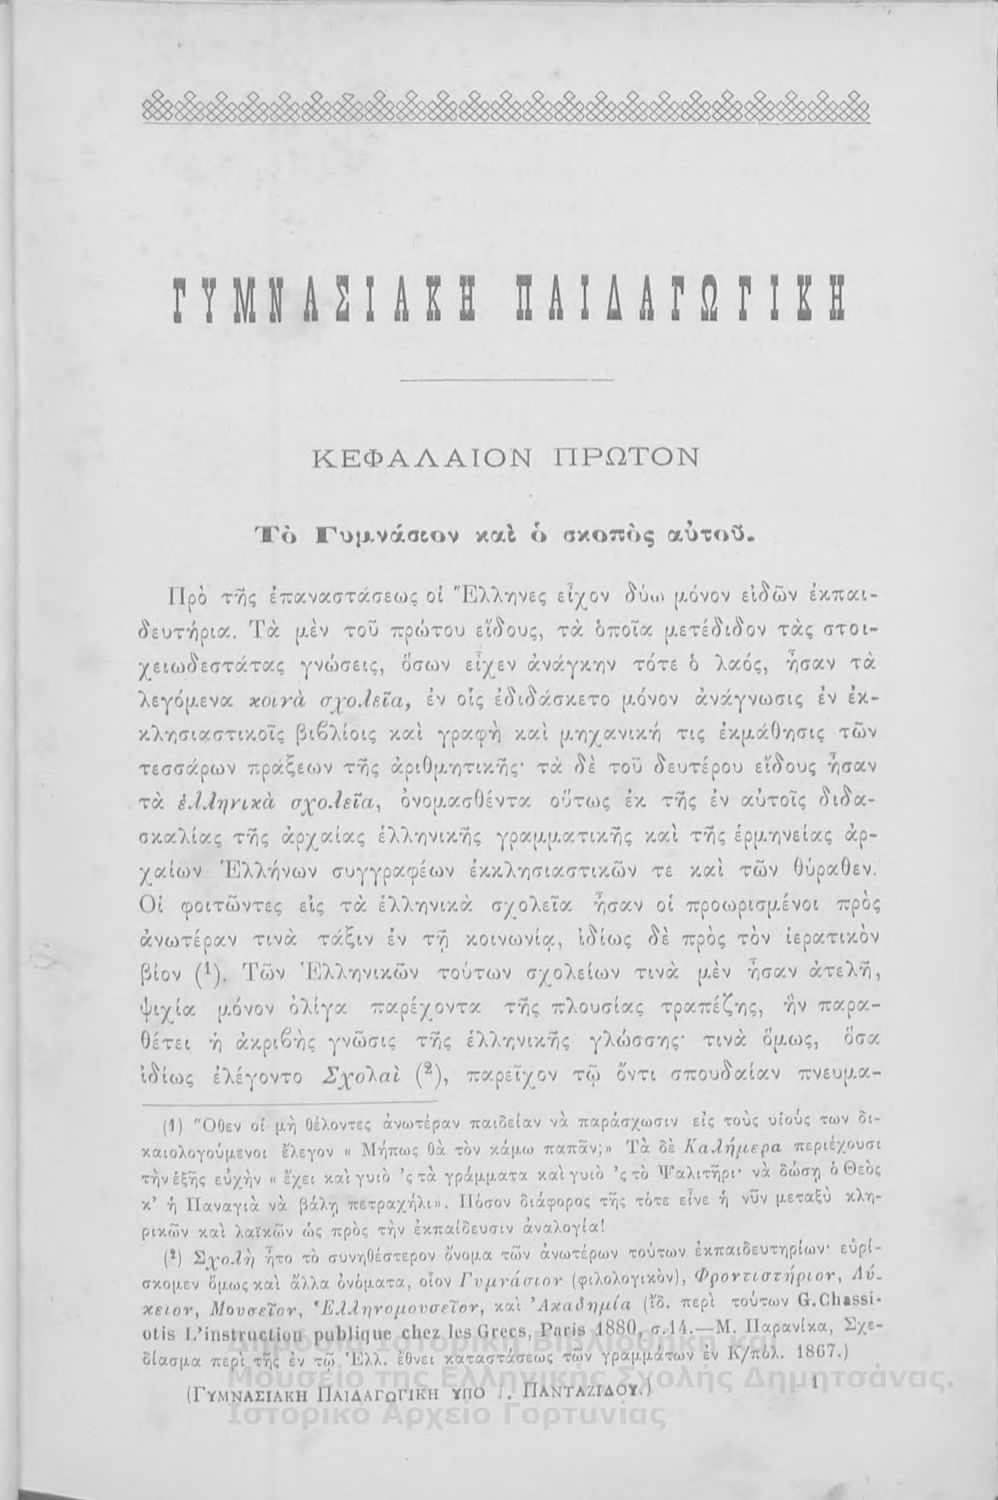 ΓΥΜΝΑΣΙΑΚΗ ΠΑΙΔΑΓΩΓΙΚΗ
ΚΕΦΑΛΑΙΟΝ ΠΡΩΤΟΝ
Τὸ Γυμνάσιον καὶ ὁ σκοπὸς αὐτοῦ.
Πρὸ τῆς ἐπαναστάσεως οἱ Ἕλληνες εἶχον δύω μόνον εἰδῶν ἐκπαι-
δευτήρια. Τὰ μὲν τοῦ πρώτου εἴδους, τὰ ὁποῖα μετέδιδον τὰς στοι-
χειωδεστάτας γνώσεις, ὅσων εἶχεν ἀνάγκην τότε ὁ λαός, ἦσαν τὰ
λεγόμενα κοινὰ σχολεῖα, ἐν οἷς ἐδιδάσκετο μόνον ἀνάγνωσις ἐν ἐκ-
κλησιαστικοῖς βιβλίοις καὶ γραφὴ καὶ μηχανική τις ἐκμάθησις τῶν
τεσσάρων πράξεων τῆς ἀριθμητικῆς· τὰ δὲ τοῦ δευτέρου εἴδους ἦσαν
τὰ ἑλληνικὰ σχολεῖα, ὀνομασθέντα οὕτως ἐκ τῆς ἐν αὐτοῖς διδα-
σκαλίας τῆς ἀρχαίας ἑλληνικῆς γραμματικῆς καὶ τῆς ἑρμηνείας ἀρ-
χαίων Ἑλλήνων συγγραφέων ἐκκλησιαστικῶν τε καὶ τῶν θύραθεν.
Οἱ φοιτῶντες εἰς τὰ ἑλληνικὰ σχολεῖα ἦσαν οἱ προωρισμένοι πρὸς
ἀνωτέραν τινὰ τάξιν ἐν τῇ κοινωνίᾳ, ἰδίως δὲ πρὸς τὸν ἱερατικὸν
βίον (1). Τῶν Ἑλληνικῶν τούτων σχολείων τινὰ μὲν ἦσαν ἀτελῆ,
ψιχία μόνον ὀλίγα παρέχοντα τῆς πλουσίας τραπέζης, ἣν παρα-
θέτει ἡ ἀκριβὴς γνῶσις τῆς ἑλληνικῆς γλώσσης· τινὰ ὅμως, ὅσα
ἰδίως ἐλέγοντο Σχολαὶ (2), παρεῖχον τῷ ὄντι σπουδαίαν πνευμα-
(1) Ὅθεν οἱ μὴ θέλοντες ἀνωτέραν παιδείαν νὰ παράσχωσιν εἰς τοὺς υἱούς των δι-
καιολογούμενοι ἔλεγον « Μήπως θὰ τὸν κάμω παπᾶν;» Τὰ δὲ Καλήμερα περιέχουσι
τὴν ἑξῆς εὐχὴν « ἔχει καὶ γυιὸ 'ς τὰ γράμματα καὶ γυιὸ 'ς τὸ Ψαλιτῆρι· νὰ δώσῃ ὁ Θεὸς
κ' ἡ Παναγιὰ νὰ βάλῃ πετραχήλι». Πόσον διάφορος τῆς τότε εἶνε ἡ νῦν μεταξὺ κλη-
ρικῶν καὶ λαϊκῶν ὡς πρὸς τὴν ἐκπαίδευσιν ἀναλογία!
(2) Σχολὴ ἦτο τὸ συνηθέστερον ὄνομα τῶν ἀνωτέρων τούτων ἐκπαιδευτηρίων· εὑρί-
σκομεν ὅμως καὶ ἄλλα ὀνόματα, οἷον Γυμνάσιον (φιλολογικὸν), Φροντιστήριον, Λύ-
κειον, Μουσεῖον, Ἑλληνομουσεῖον, καὶ Ἀκαδημία (ἴδ. περὶ τούτων G.Chassi-
otis L'instruction publique chez les Grecs, Paris 1880, σ.14.—Μ. Παρανίκα, Σχε-
δίασμα περὶ τῆς ἐν τῷ Ἑλλ. ἔθνει καταστάσεως τῶν γραμμάτων ἐν Κ/πόλ. 1867.)
(ΓΥΜΝΑΣΙΑΚΗ ΠΑΙΔΑΓΩΓΙΚΗ ΥΠΟ Γ. ΠΑΝΤΑΖΙΔΟΥ.) 1
Δημόσια Ιστορική Βιβλιοθήκη και
Μουσείο της Ελληνικής Σχολής Δημητσάνας.
Ιστορικό Αρχείο Γορτυνίας